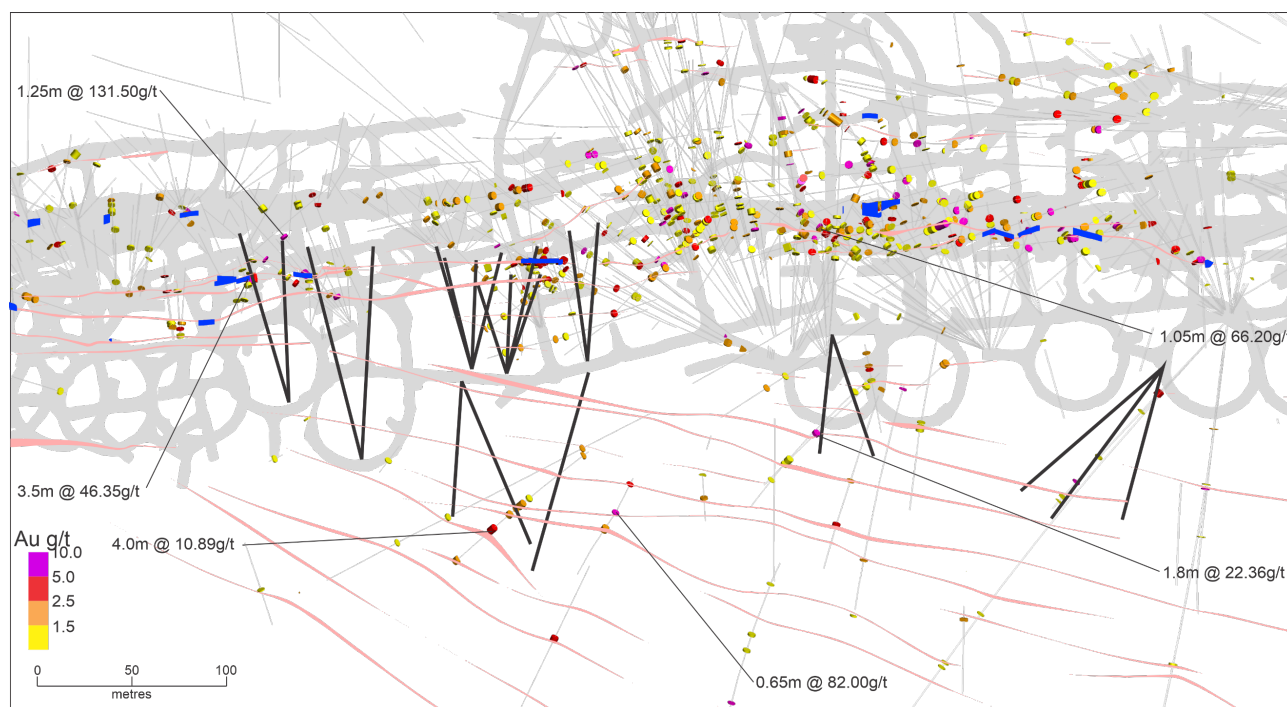 1.25m @ 131.50g/t
1.05m @ 66.20g/t
3.5m @ 46.35g/t
4.0m @ 10.89g/t
1.8m @ 22.36g/t
0.65m @ 82.00g/t
Au g/t
10.0
5.0
2.5
1.5
0 50 100
metres